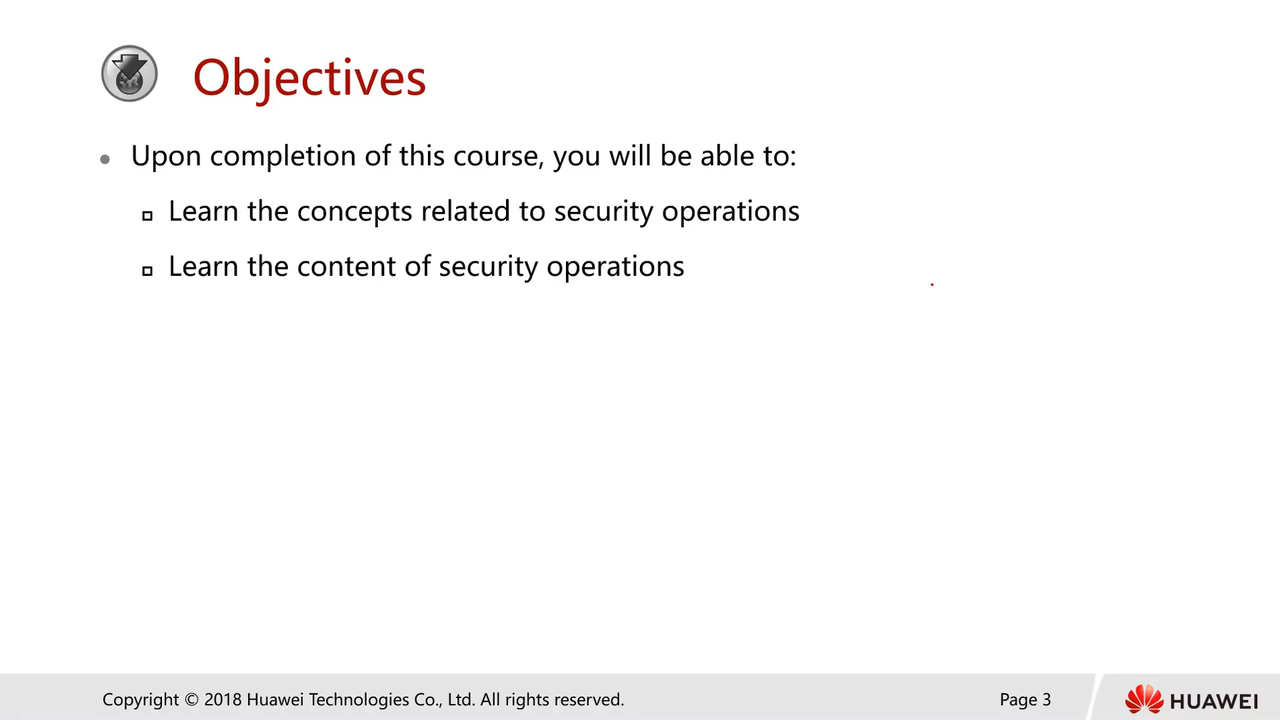 Objectives
Upon completion of this course, you will be able to:
Learn the concepts related to security operations
Learn the content of security operations
Copyright © 2018 Huawei Technologies Co., Ltd. All rights reserved.
Page 3
HUAWEI